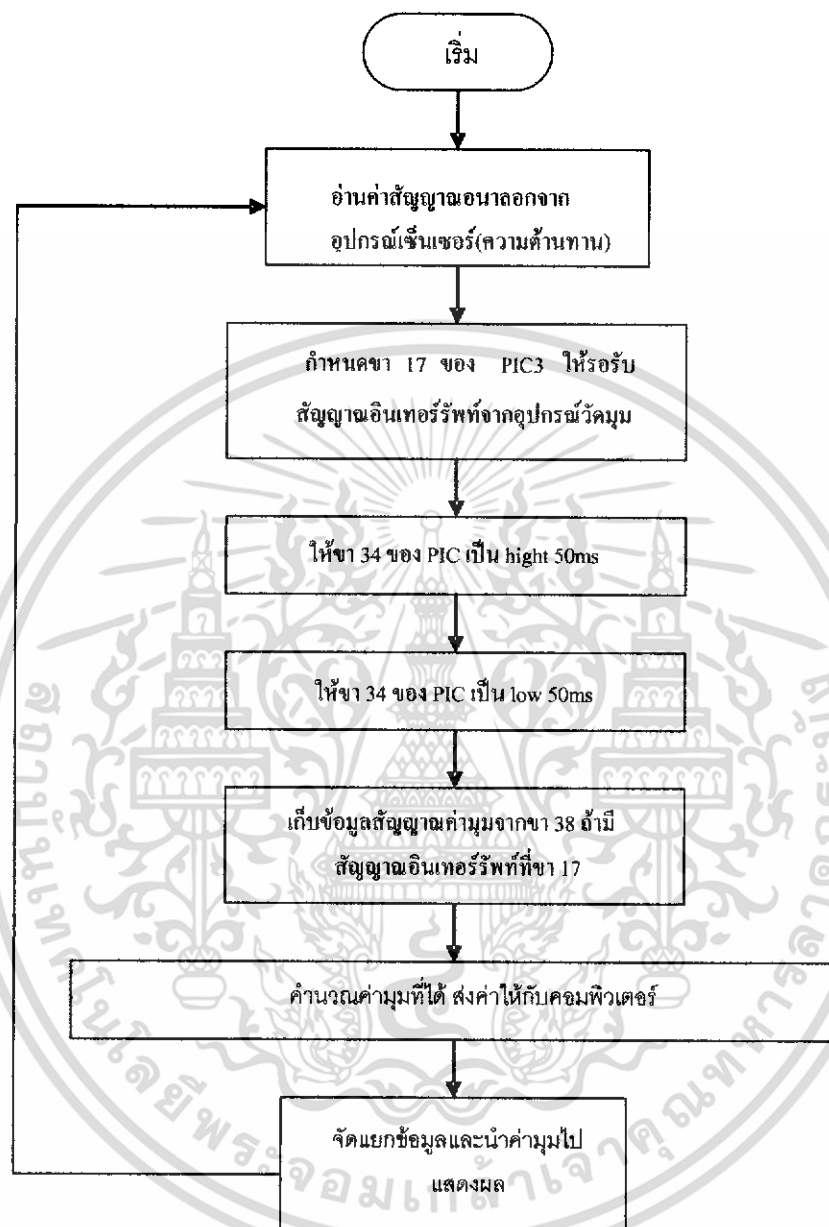 เริ่ม
อ่านค่าสัญญาณอนาลอกจาก
อุปกรณ์เซ็นเซอร์(ความต้านทาน)
กำหนดขา 17 ของ PIC3 ให้รอรับ
สัญญาณอินเทอร์รัพท์จากอุปกรณ์วัดมุม
ให้ขา 34 ของ PIC เป็น hight 50ms
ให้ขา 34 ของ PIC เป็น low 50ms
เก็บข้อมูลสัญญาณค่ามุมจากขา 38 ถ้ามี
สัญญาณอินเทอร์รัพท์ที่ขา 17
คำนวณค่ามุมที่ได้ ส่งค่าให้กับคอมพิวเตอร์
จัดแยกข้อมูลและนำค่ามุมไป
แสดงผล